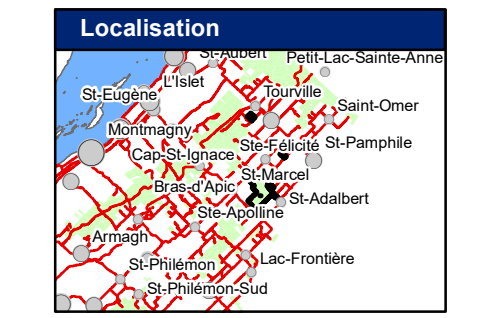 Localisation
St-Aubert
Petit-Lac-Sainte-Anne
L'Islet
St-Eugène
Tourville
Saint-Omer
Montmagny
Ste-Félicité
St-Pamphile
Cap-St-Ignace
St-Marcel
Bras-d'Apic
St-Adalbert
Ste-Apolline
Armagh
Lac-Frontière
St-Philémon
St-Philémon-Sud